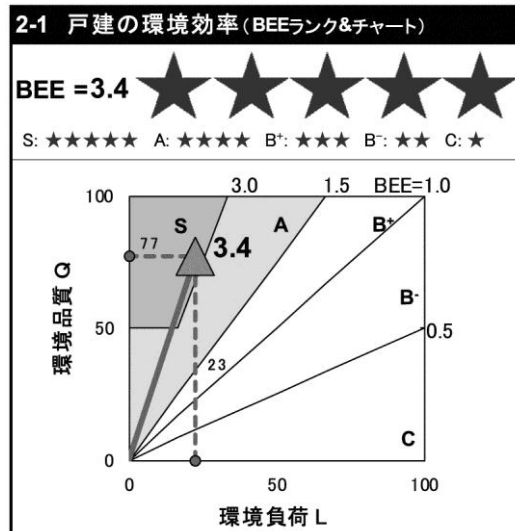 2-1 戸建の環境効率(BEEランク&チャート)
BEE =3.4 ★★★★★
S: ★★★★★ A: ★★★★ B⁺: ★★★ B⁻: ★★ C: ★
100 3.0 1.5 BEE=1.0
S A B⁺
77 3.4
B⁻
環境品質 Q
50 0.5
23
C
0
0 50 100
環境負荷 L